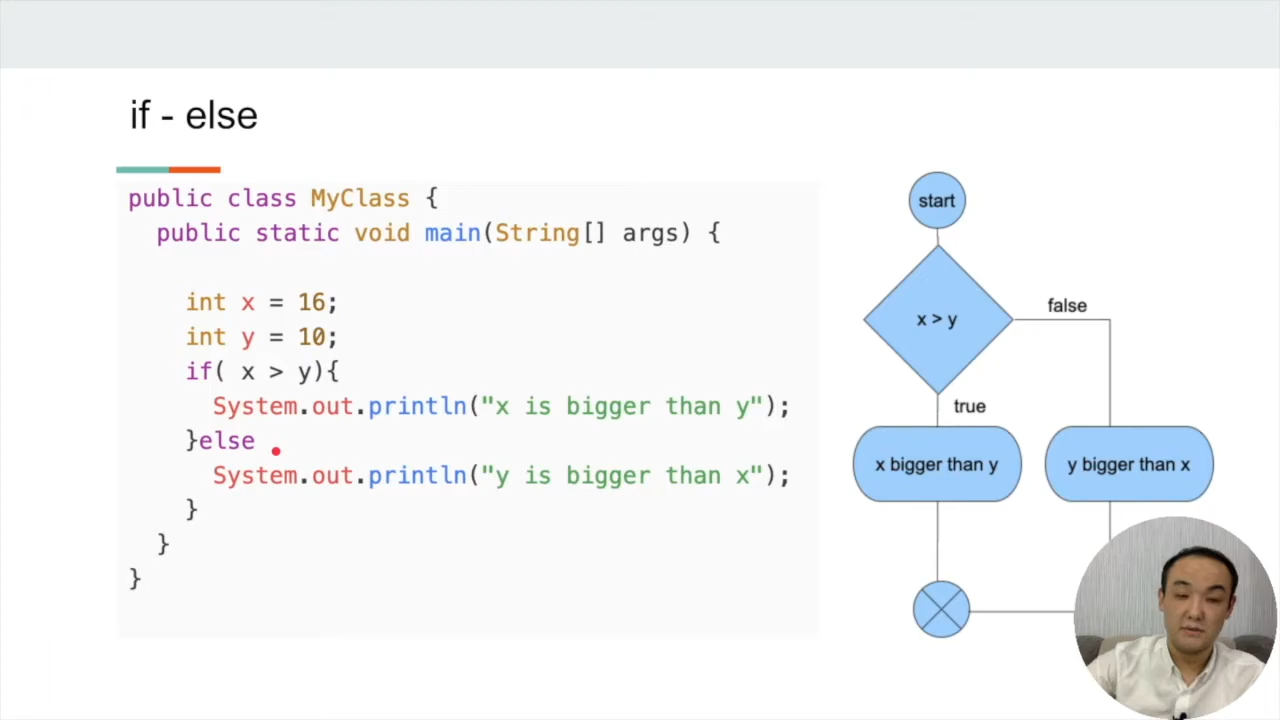 if - else
public class MyClass {
public static void main(String[] args) {
int x = 16;
int y = 10;
if( x > y){
System.out.println("x is bigger than y");
}else
System.out.println("y is bigger than x");
}
}
}
start
x > y
false
true
x bigger than y
y bigger than x